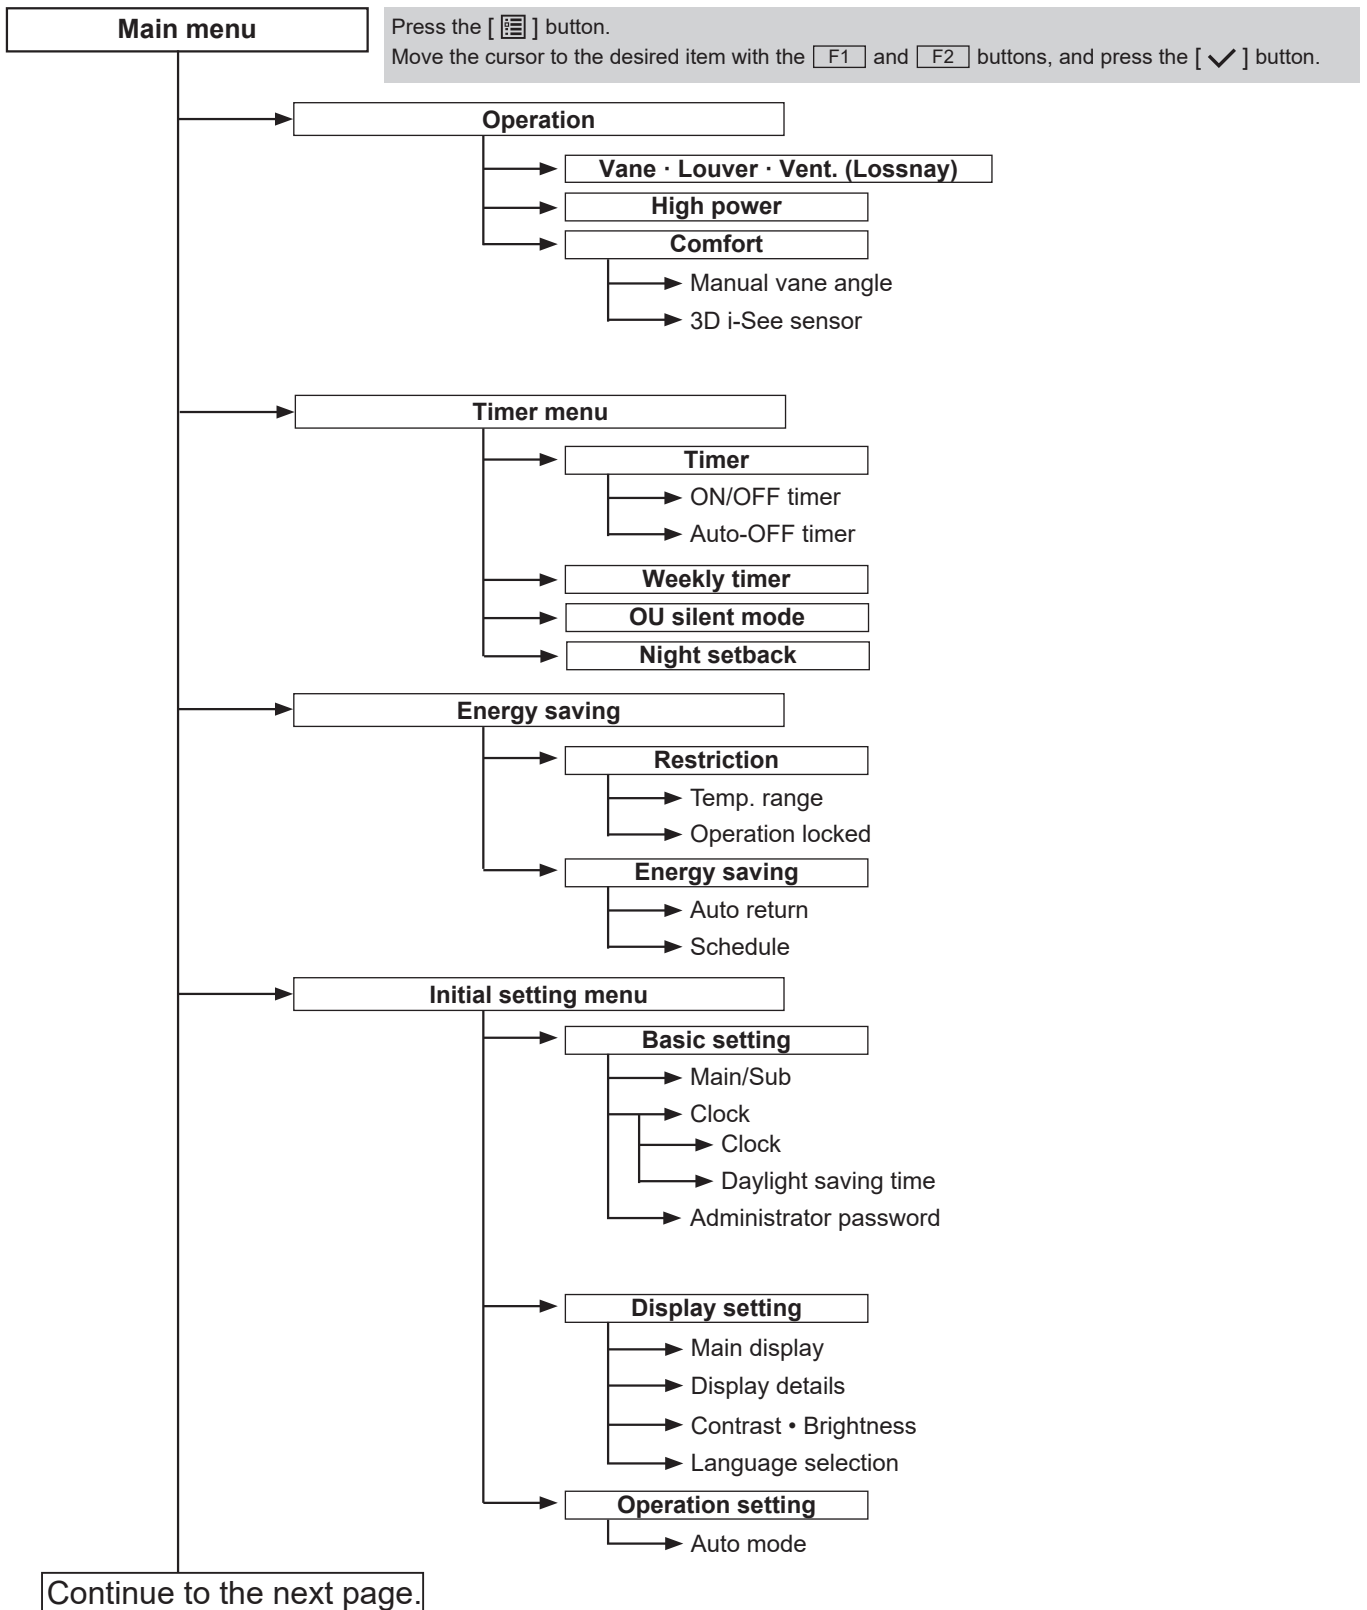 Main menu
Press the [ ] button.
Move the cursor to the desired item with the F1 and F2 buttons, and press the [ ✓ ] button.
Operation
Vane · Louver · Vent. (Lossnay)
High power
Comfort
Manual vane angle
3D i-See sensor
Timer menu
Timer
ON/OFF timer
Auto-OFF timer
Weekly timer
OU silent mode
Night setback
Energy saving
Restriction
Temp. range
Operation locked
Energy saving
Auto return
Schedule
Initial setting menu
Basic setting
Main/Sub
Clock
Clock
Daylight saving time
Administrator password
Display setting
Main display
Display details
Contrast • Brightness
Language selection
Operation setting
Auto mode
Continue to the next page.